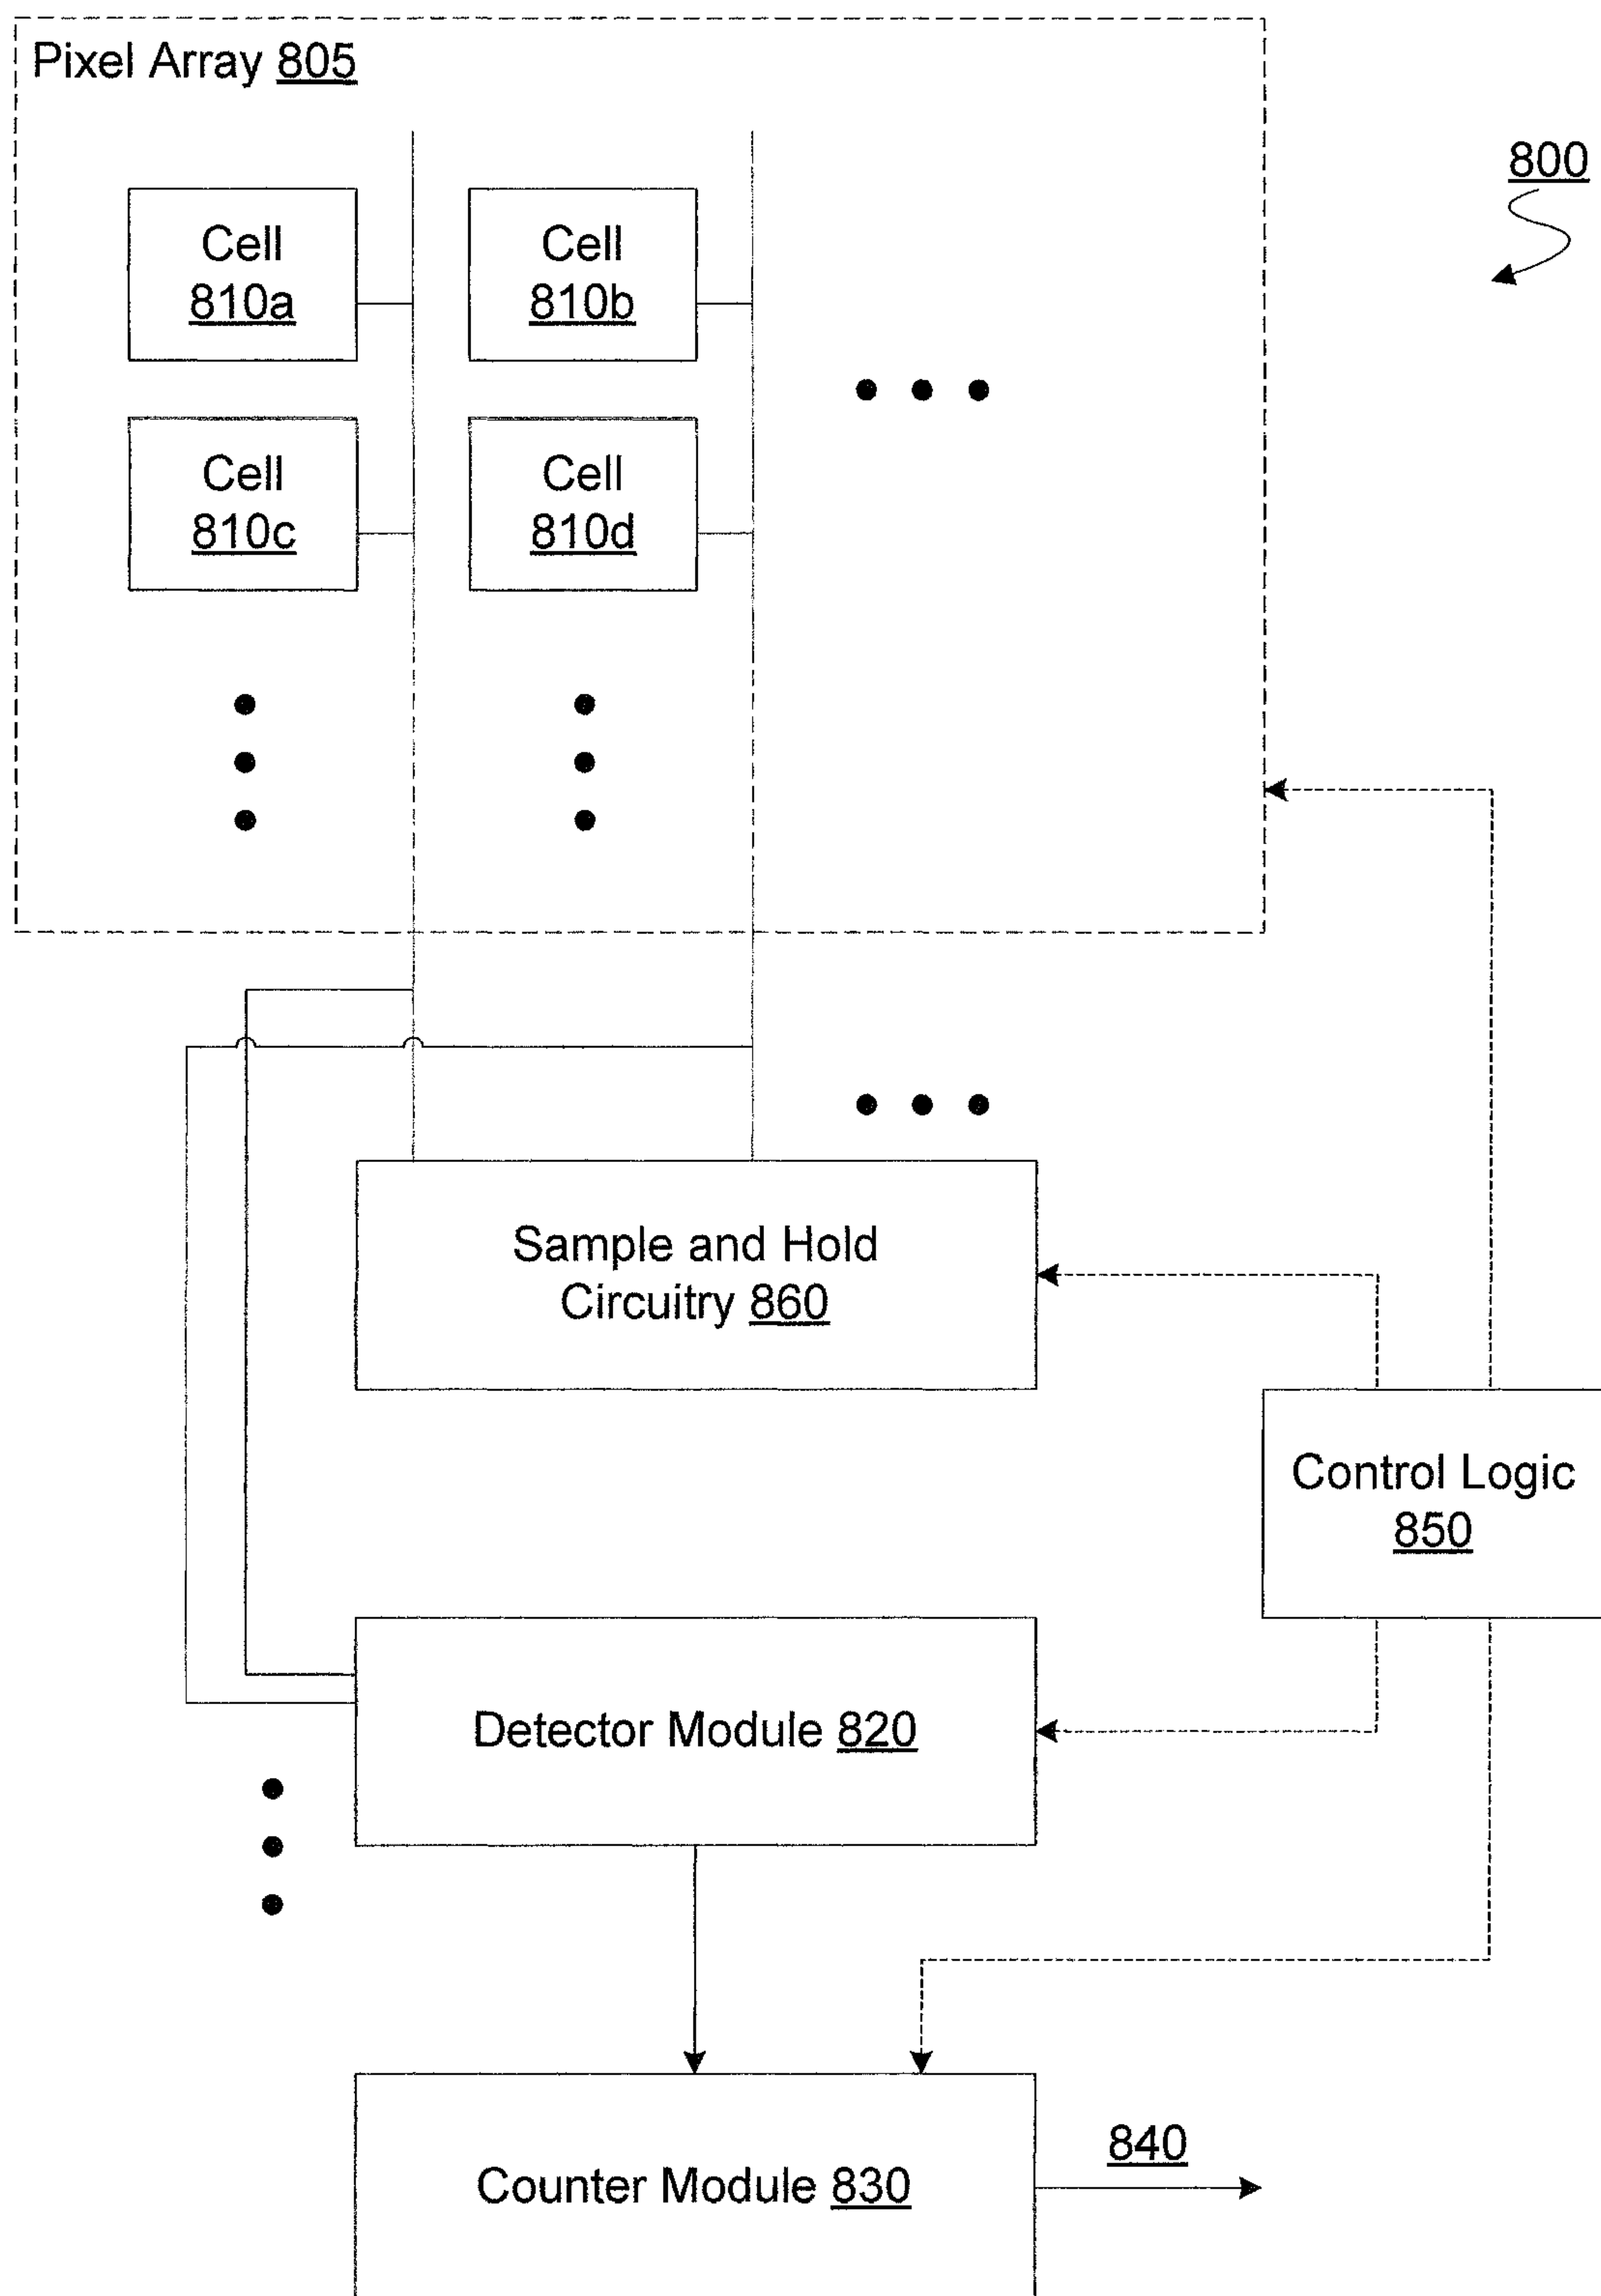 Pixel Array 805
800
Cell
810a
Cell
810b
Cell
810c
Cell
810d
Sample and Hold
Circuitry 860
Control Logic
850
Detector Module 820
840
Counter Module 830